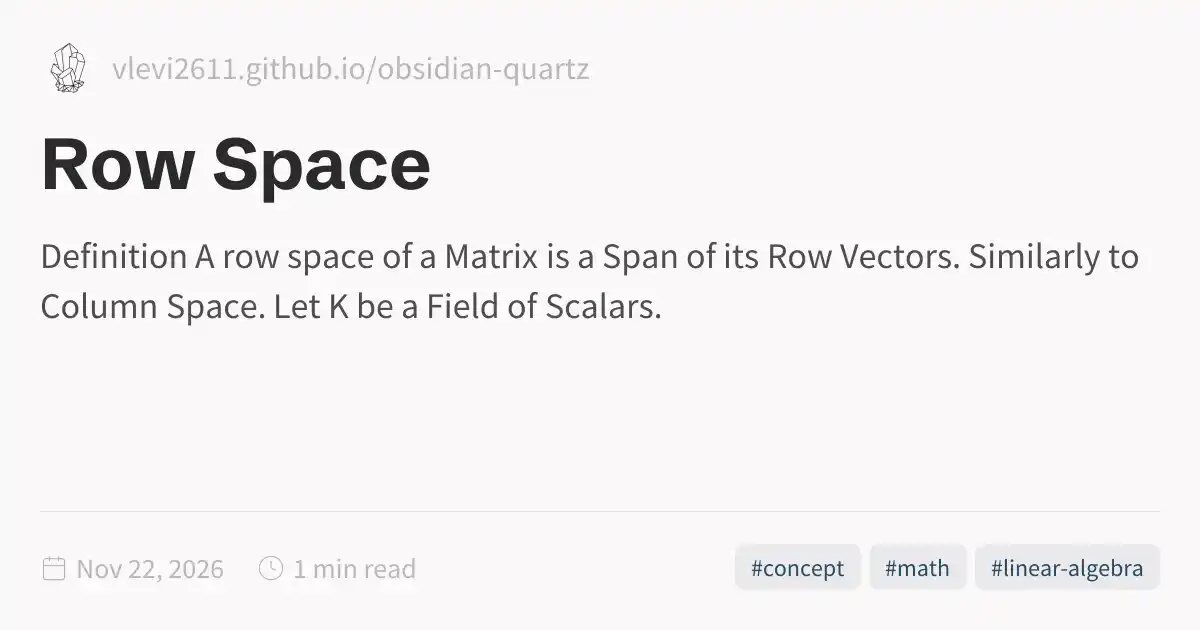 vlevi2611.github.io/obsidian-quartz
Row Space
Definition A row space of a Matrix is a Span of its Row Vectors. Similarly to
Column Space. Let K be a Field of Scalars.
Nov 22, 2026 1 min read #concept #math #linear-algebra